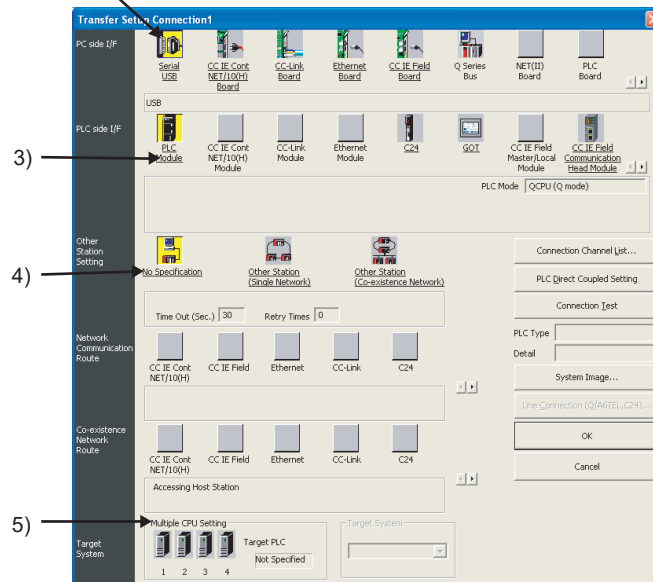 Transfer Setup Connection1
PC side I/F
Serial
USB
CC IE Cont
NET/10(H)
Board
CC-Link
Board
Ethernet
Board
CC IE Field
Board
Q Series
Bus
NET(II)
Board
PLC
Board
USB
PLC side I/F
3)
PLC
Module
CC IE Cont
NET/10(H)
Module
CC-Link
Module
Ethernet
Module
C24
GOT
CC IE Field
Master/Local
Module
CC IE Field
Communication
Head Module
PLC Mode QCPU (Q mode)
Other
Station
Setting
4)
No Specification
Other Station
(Single Network)
Other Station
(Co-existence Network)
Time Out (Sec.) 30 Retry Times 0
Connection Channel List...
PLC Direct Coupled Setting
Connection Test
PLC Type
Detail
System Image...
Line Connection (Q/A6TEL,C24)...
OK
Cancel
Network
Communication
Route
CC IE Cont
NET/10(H)
CC IE Field
Ethernet
CC-Link
C24
Co-existence
Network
Route
CC IE Cont
NET/10(H)
CC IE Field
Ethernet
CC-Link
C24
Accessing Host Station
5)
Target
System
Multiple CPU Setting
1 2 3 4
Target PLC
Not Specified
Target System